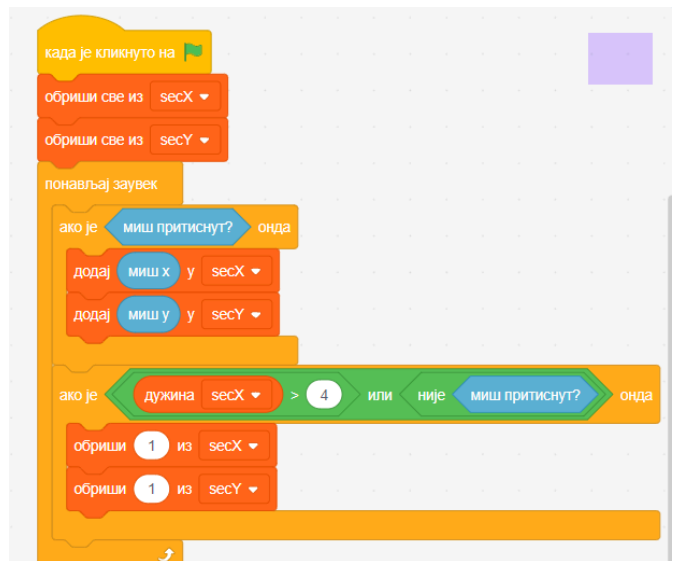 када је кликнуто на
обриши све из secX
обриши све из secY
понављај заувек
ако је миш притиснут? онда
додај миш x у secX
додај миш y у secY
ако је дужина secX > 4 или није миш притиснут? онда
обриши 1 из secX
обриши 1 из secY